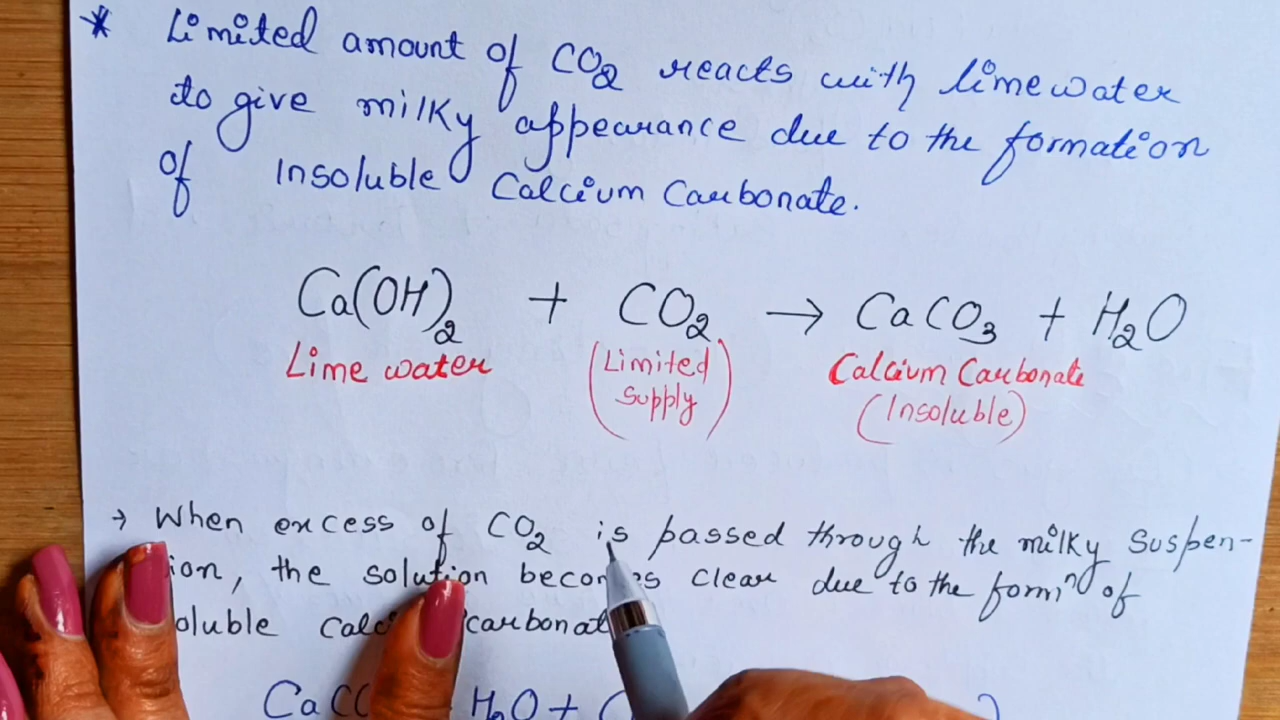 * Limited amount of CO2 reacts with lime water
to give milky appearance due to the formation
of Insoluble Calcium Carbonate.
Ca(OH)2 + CO2 → CaCO3 + H2O
Lime water (Limited Supply) Calcium Carbonate (Insoluble)
→ When excess of CO2 is passed through the milky suspen-
ion, the solution becomes clear due to the formn of
oluble carbonat
H2O +